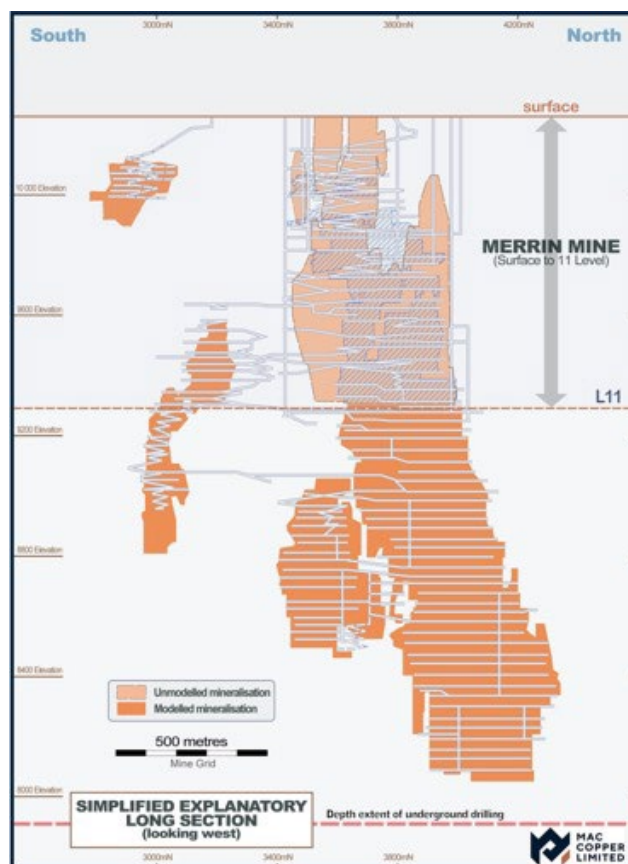 3000mN 3400mN 3800mN 4200mN
South North
surface
10 000 Elevation
MERRIN MINE
(Surface to 11 Level)
9600 Elevation
L11
9200 Elevation
8800 Elevation
8400 Elevation
Unmodelled mineralisation
Modelled mineralisation
500 metres
Mine Grid
8000 Elevation
SIMPLIFIED EXPLANATORY
LONG SECTION
(looking west)
Depth extent of underground drilling
MAC
COPPER
LIMITED
3000mN 3400mN 3800mN 4200mN